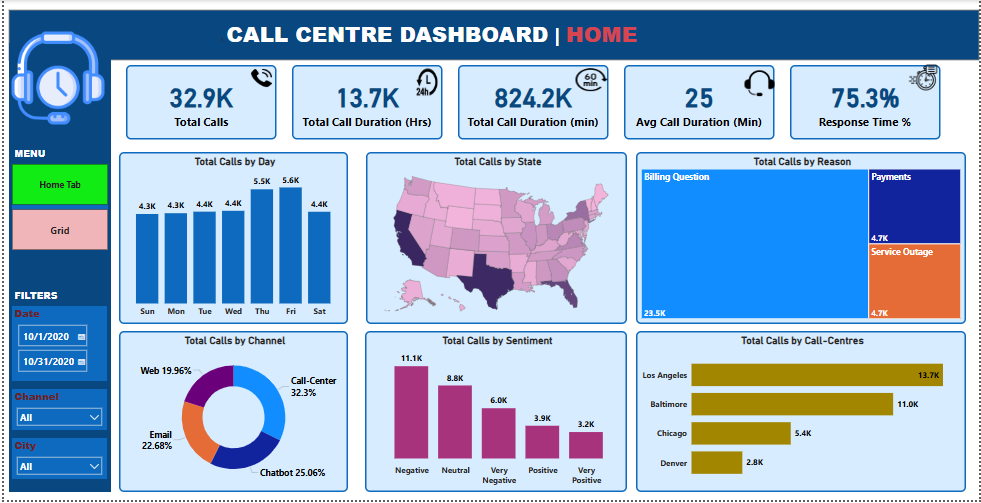 CALL CENTRE DASHBOARD | HOME
32.9K
Total Calls
24h
13.7K
Total Call Duration (Hrs)
60
min
824.2K
Total Call Duration (min)
25
Avg Call Duration (Min)
75.3%
Response Time %
MENU
Home Tab
Grid
FILTERS
Date
10/1/2020
10/31/2020
Channel
All
City
All
Total Calls by Day
4.3K
4.3K
4.4K
4.4K
5.5K
5.6K
4.4K
Sun Mon Tue Wed Thu Fri Sat
Total Calls by State
Total Calls by Reason
Billing Question
23.5K
Payments
4.7K
Service Outage
4.7K
Total Calls by Channel
Web 19.96%
Call-Center
32.3%
Email
22.68%
Chatbot 25.06%
Total Calls by Sentiment
11.1K
8.8K
6.0K
3.9K
3.2K
Negative
Neutral
Very
Negative
Positive
Very
Positive
Total Calls by Call-Centres
Los Angeles 13.7K
Baltimore 11.0K
Chicago 5.4K
Denver 2.8K